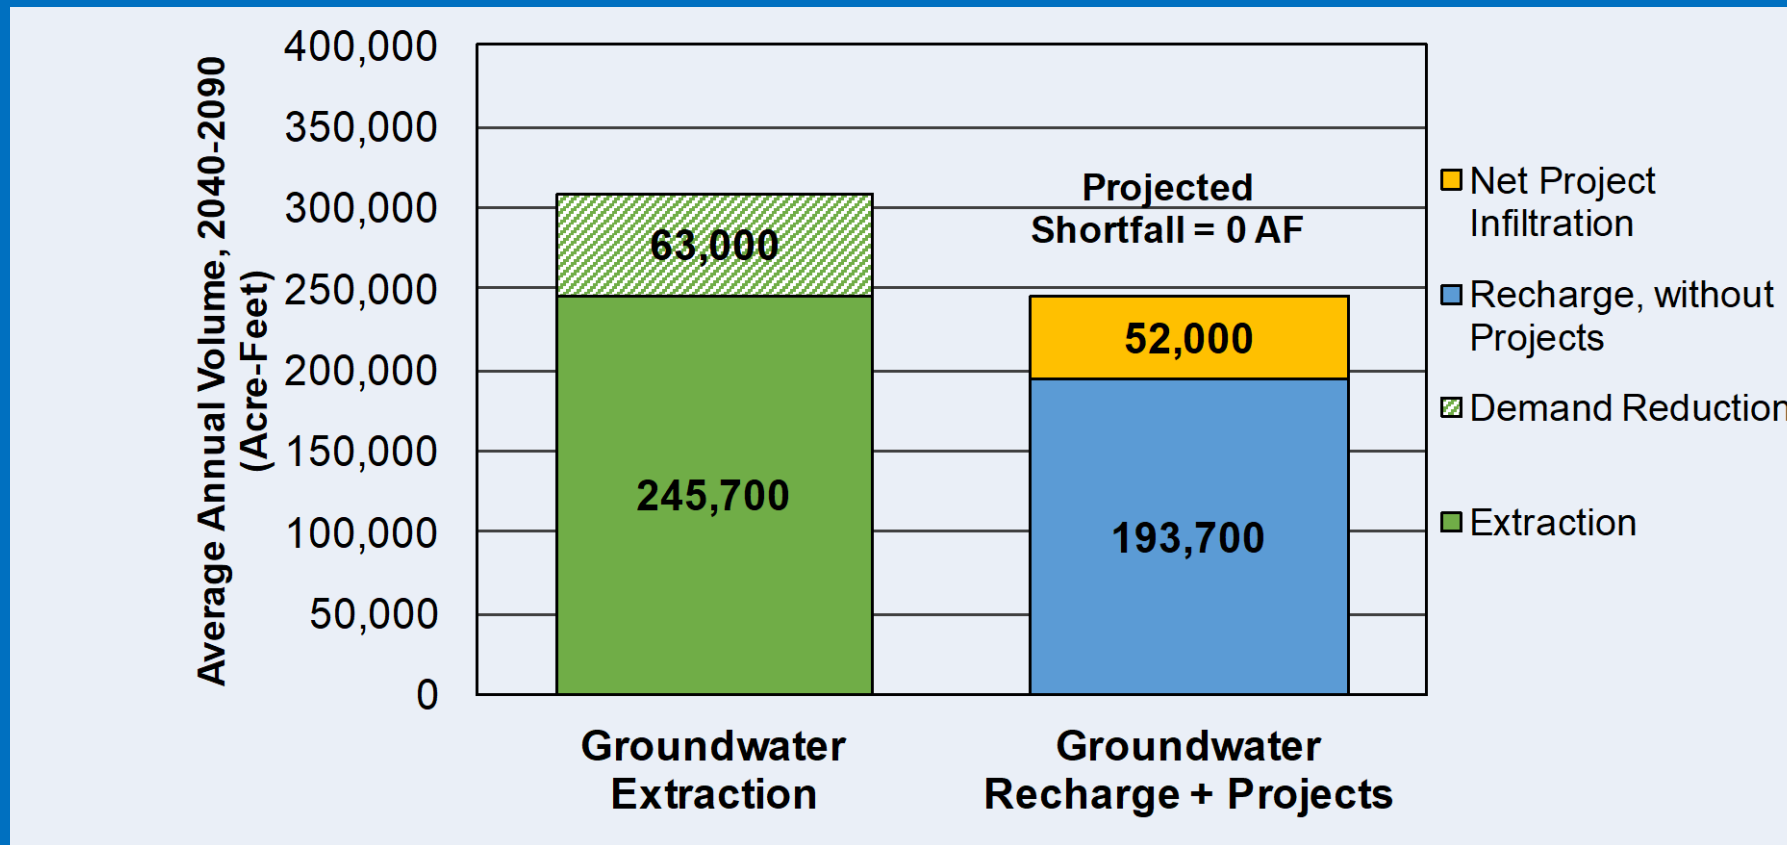 Average Annual Volume, 2040-2090
(Acre-Feet)
400,000
350,000
300,000
250,000
200,000
150,000
100,000
50,000
0
63,000
245,700
Projected
Shortfall = 0 AF
52,000
193,700
Groundwater
Extraction
Groundwater
Recharge + Projects
Net Project
Infiltration
Recharge, without
Projects
Demand Reduction
Extraction